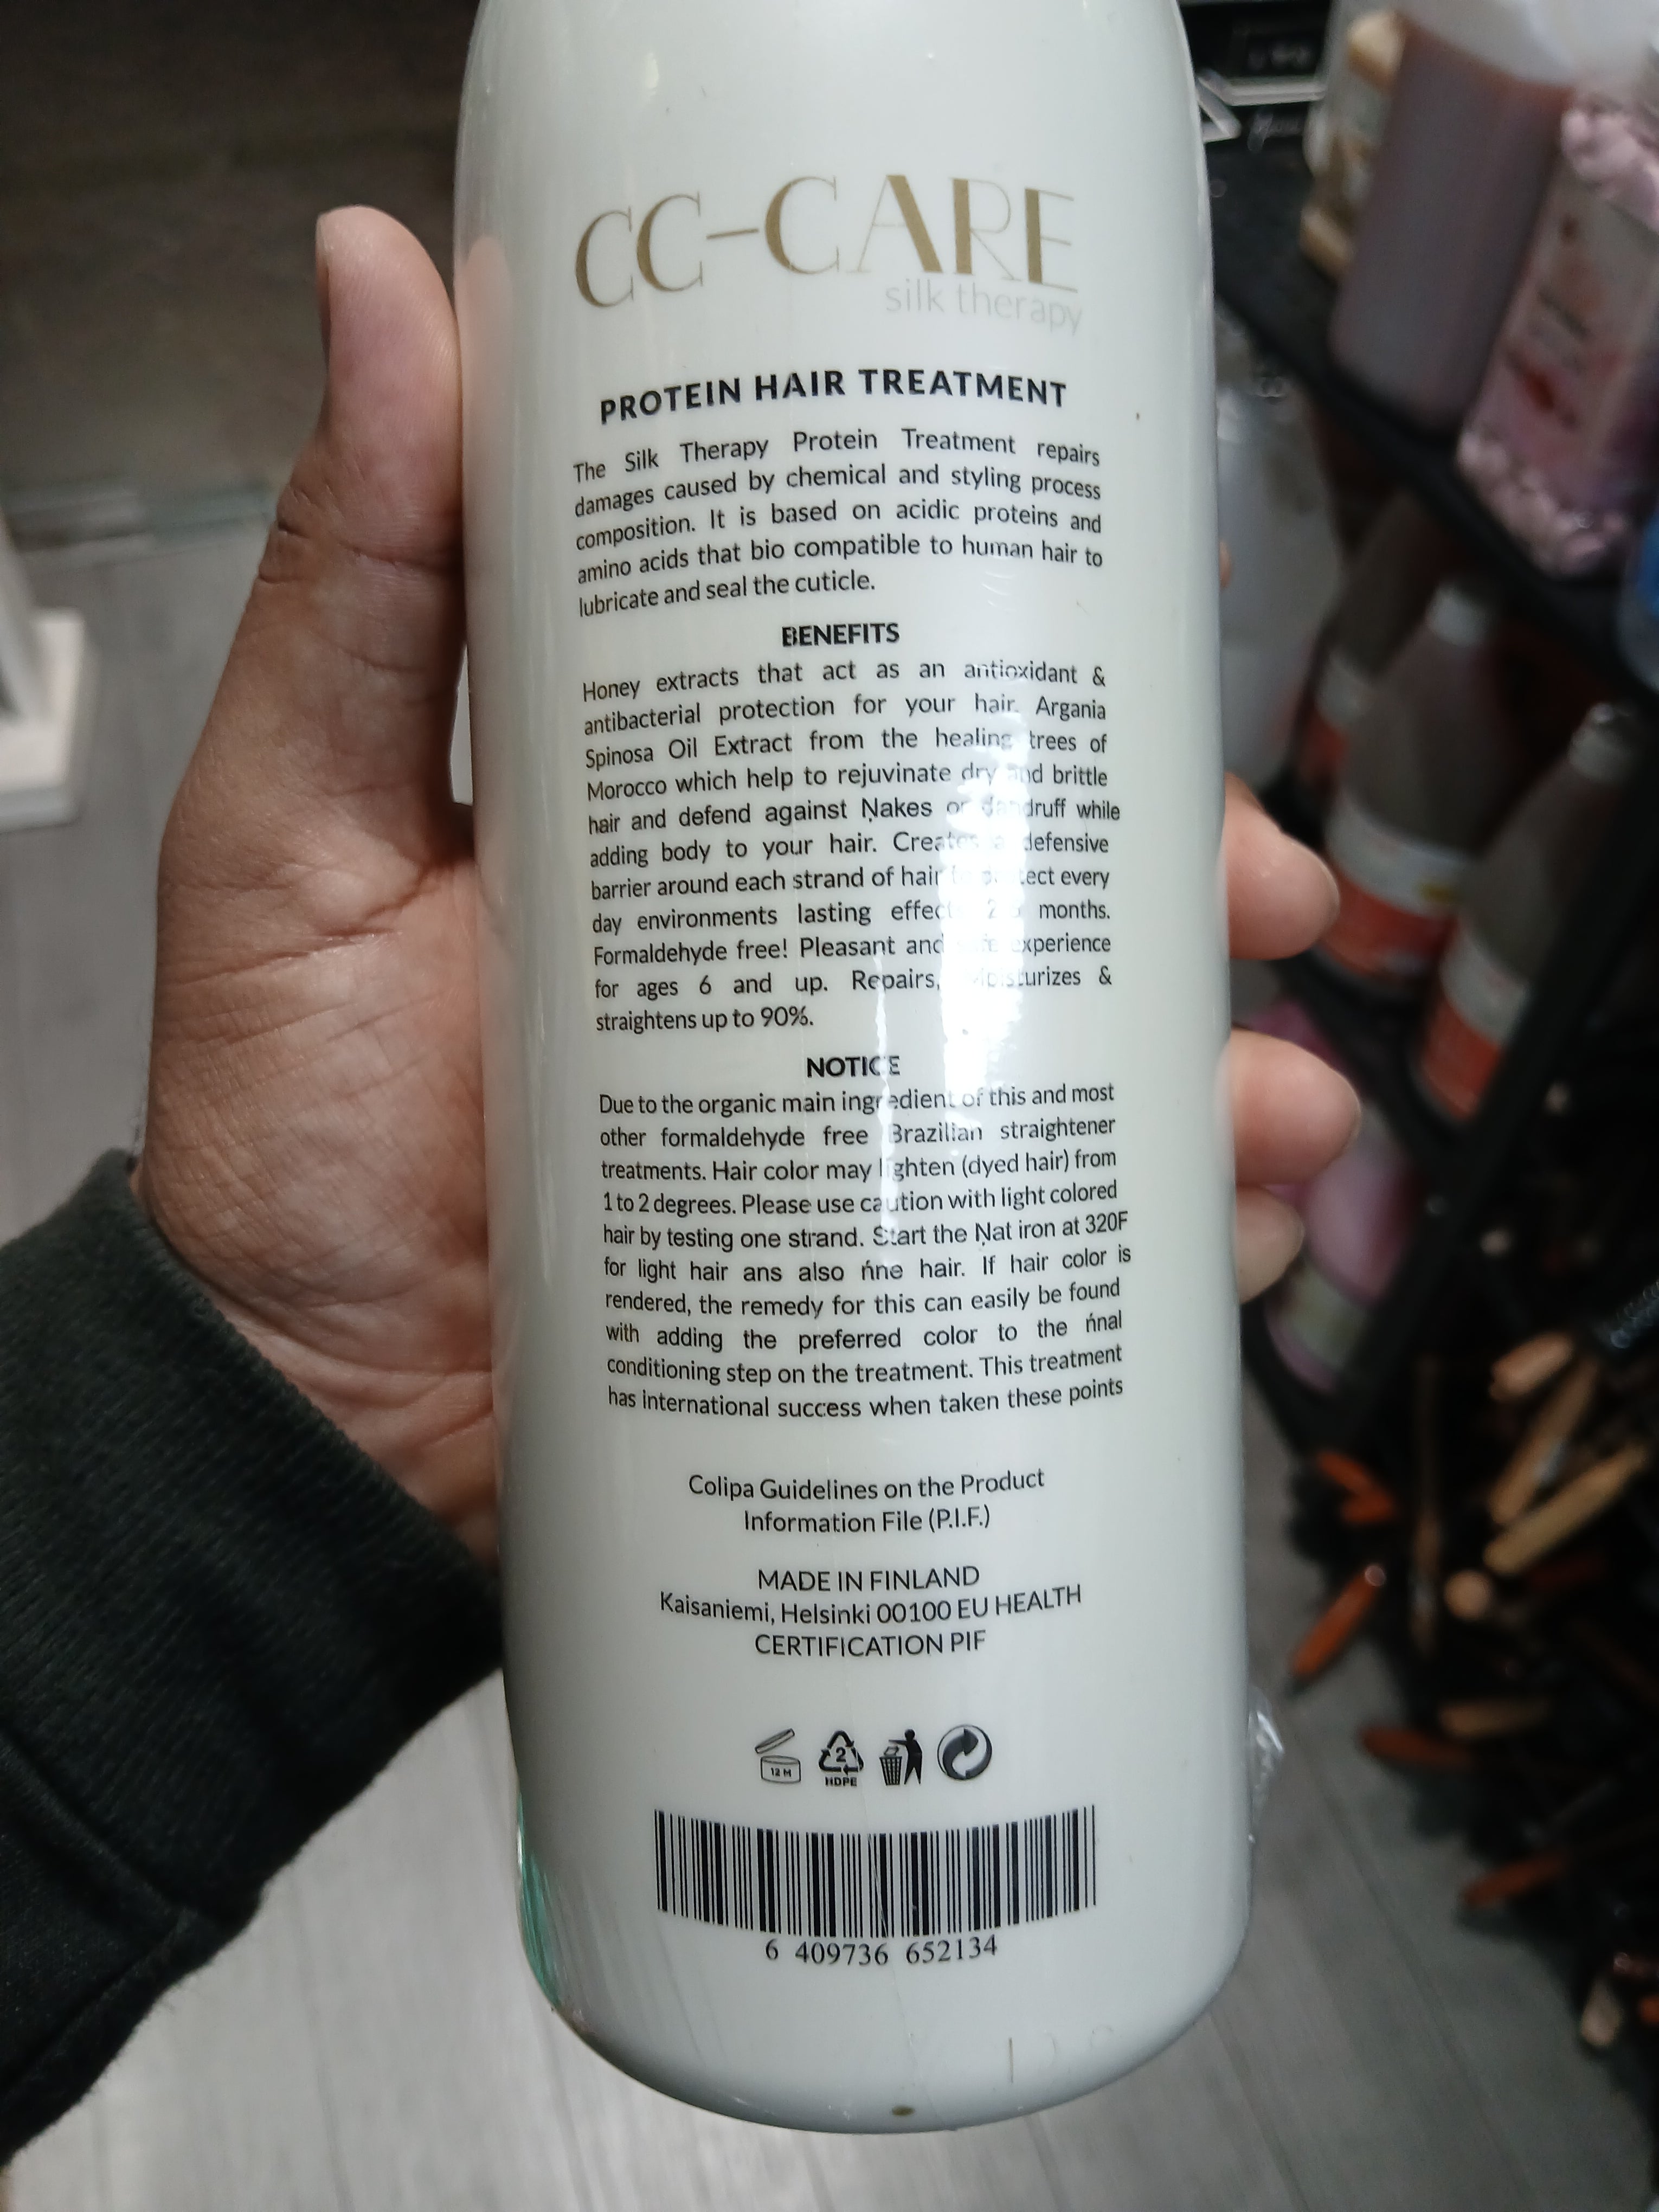 CC-CARE
silk therapy
PROTEIN HAIR TREATMENT
The Silk Therapy Protein Treatment repairs
damages caused by chemical and styling process
composition. It is based on acidic proteins and
amino acids that bio compatible to human hair to
lubricate and seal the cuticle.
BENEFITS
Honey extracts that act as an antioxidant &
antibacterial protection for your hair. Argania
Spinosa Oil Extract from the healing trees of
Morocco which help to rejuvinate dry and brittle
hair and defend against Ņakes or dandruff while
adding body to your hair. Creates a defensive
barrier around each strand of hair to protect every
day environments lasting effect months.
Formaldehyde free! Pleasant and safe experience
for ages 6 and up. Repairs, Moisturizes &
straightens up to 90%.
NOTICE
Due to the organic main ingredient of this and most
other formaldehyde free Brazilian straightener
treatments. Hair color may lighten (dyed hair) from
1 to 2 degrees. Please use caution with light colored
hair by testing one strand. Start the Ņat iron at 320F
for light hair ans also ńne hair. If hair color is
rendered, the remedy for this can easily be found
with adding the preferred color to the ńnal
conditioning step on the treatment. This treatment
has international success when taken these points
Colipa Guidelines on the Product
Information File (P.I.F.)
MADE IN FINLAND
Kaisaniemi, Helsinki 00100 EU HEALTH
CERTIFICATION PIF
12 M
2
HDPE
6 409736 652134